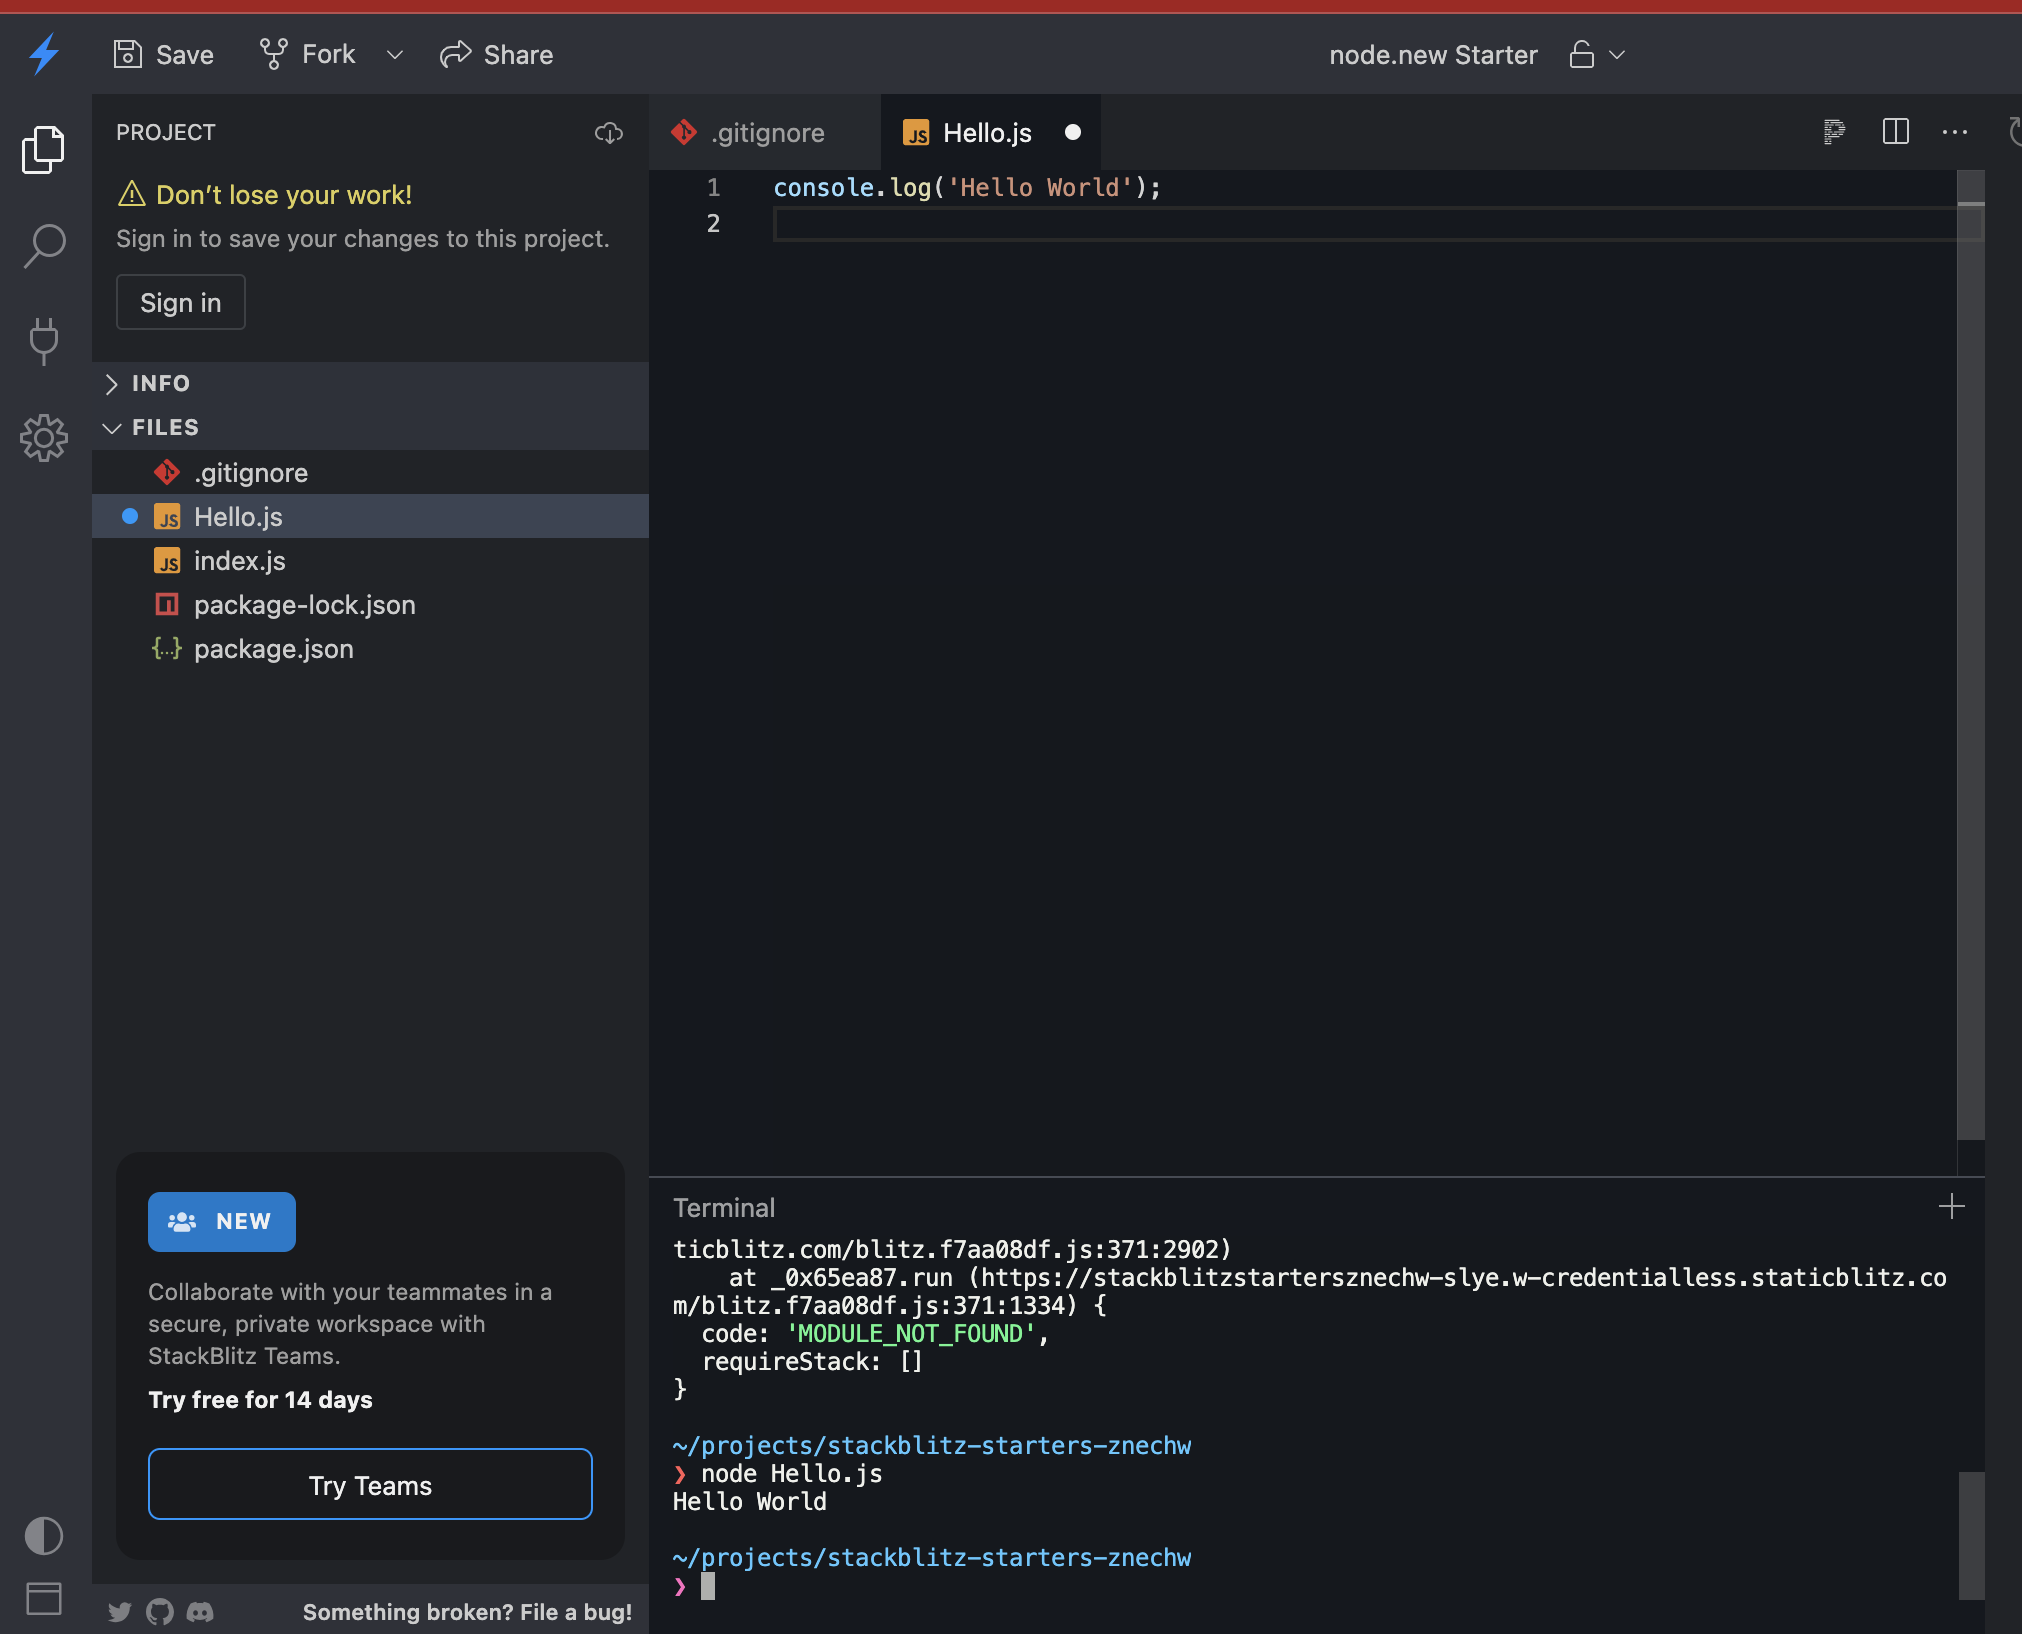 Save Fork Share node.new Starter
PROJECT
Don't lose your work!
Sign in to save your changes to this project.
Sign in
INFO
FILES
.gitignore
JS Hello.js
JS index.js
package-lock.json
{...} package.json
NEW
Collaborate with your teammates in a
secure, private workspace with
StackBlitz Teams.
Try free for 14 days
Try Teams
Something broken? File a bug!
.gitignore JS Hello.js
1 console.log('Hello World');
2
Terminal
ticblitz.com/blitz.f7aa08df.js:371:2902)
at _0x65ea87.run (https://stackblitzstartersznechw-slye.w-credentialless.staticblitz.co
m/blitz.f7aa08df.js:371:1334) {
code: 'MODULE_NOT_FOUND',
requireStack: []
}
~/projects/stackblitz-starters-znechw
❯ node Hello.js
Hello World
~/projects/stackblitz-starters-znechw
❯